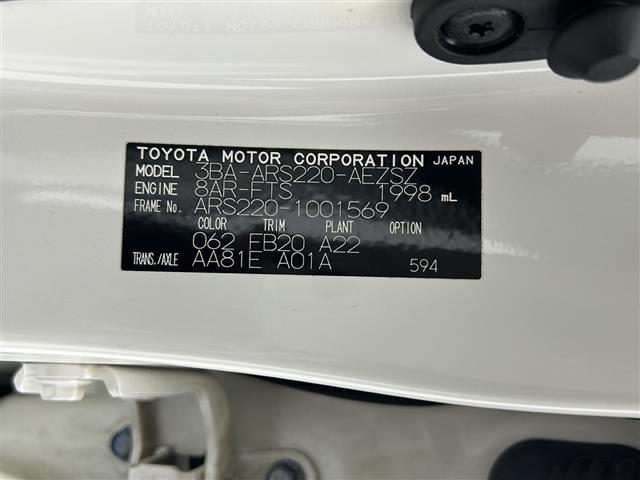 TOYOTA MOTOR CORPORATION JAPAN
MODEL 3BA-ARS220-AEZSZ
ENGINE 8AR-FTS 1998 mL
FRAME No. ARS220-1001569
COLOR TRIM PLANT OPTION
062 EB20 A22
TRANS./AXLE AA81E A01A 594